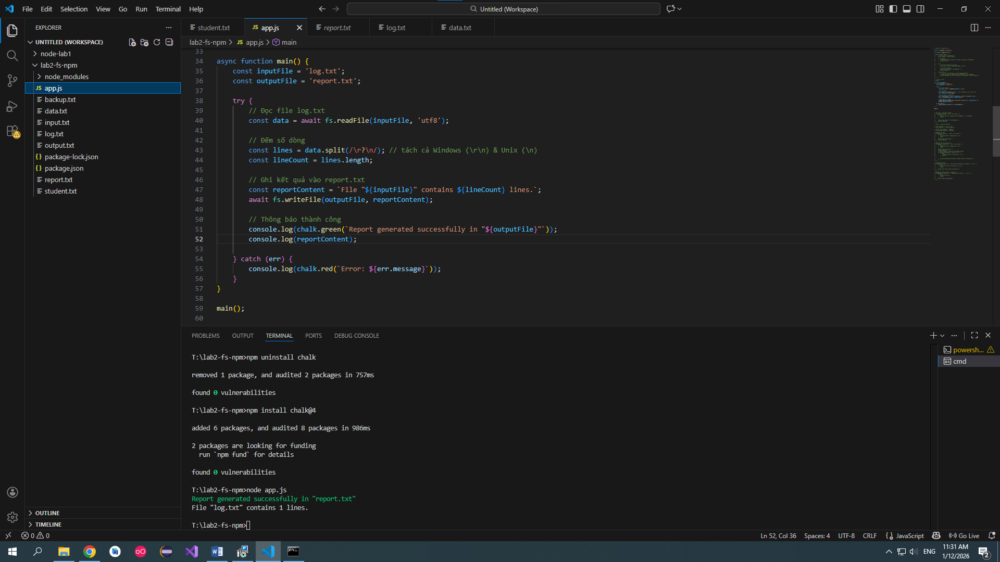 File Edit Selection View Go Run Terminal Help
Untitled (Workspace)
EXPLORER
UNTITLED (WORKSPACE)
node-lab1
lab2-fs-npm
node_modules
JS app.js
backup.txt
data.txt
input.txt
log.txt
output.txt
{} package-lock.json
{} package.json
report.txt
student.txt
OUTLINE
TIMELINE
student.txt
JS app.js
report.txt
log.txt
data.txt
lab2-fs-npm > JS app.js > main
33
34 async function main() {
35 const inputFile = 'log.txt';
36 const outputFile = 'report.txt';
37
38 try {
39 // Đọc file log.txt
40 const data = await fs.readFile(inputFile, 'utf8');
41
42 // Đếm số dòng
43 const lines = data.split(/\r?\n/); // tách cả Windows (\r\n) & Unix (\n)
44 const lineCount = lines.length;
45
46 // Ghi kết quả vào report.txt
47 const reportContent = `File "${inputFile}" contains ${lineCount} lines.`;
48 await fs.writeFile(outputFile, reportContent);
49
50 // Thông báo thành công
51 console.log(chalk.green(`Report generated successfully in "${outputFile}"`));
52 console.log(reportContent);
53
54 } catch (err) {
55 console.log(chalk.red(`Error: ${err.message}`));
56 }
57 }
58
59 main();
60
PROBLEMS OUTPUT TERMINAL PORTS DEBUG CONSOLE
T:\lab2-fs-npm>npm uninstall chalk
removed 1 package, and audited 2 packages in 757ms
found 0 vulnerabilities
T:\lab2-fs-npm>npm install chalk@4
added 6 packages, and audited 8 packages in 986ms
2 packages are looking for funding
run `npm fund` for details
found 0 vulnerabilities
T:\lab2-fs-npm>node app.js
Report generated successfully in "report.txt"
File "log.txt" contains 1 lines.
T:\lab2-fs-npm>
powersh...
cmd
0 0
Ln 52, Col 36 Spaces: 4 UTF-8 CRLF {} JavaScript Go Live
ENG
11:31 AM
1/12/2026
2